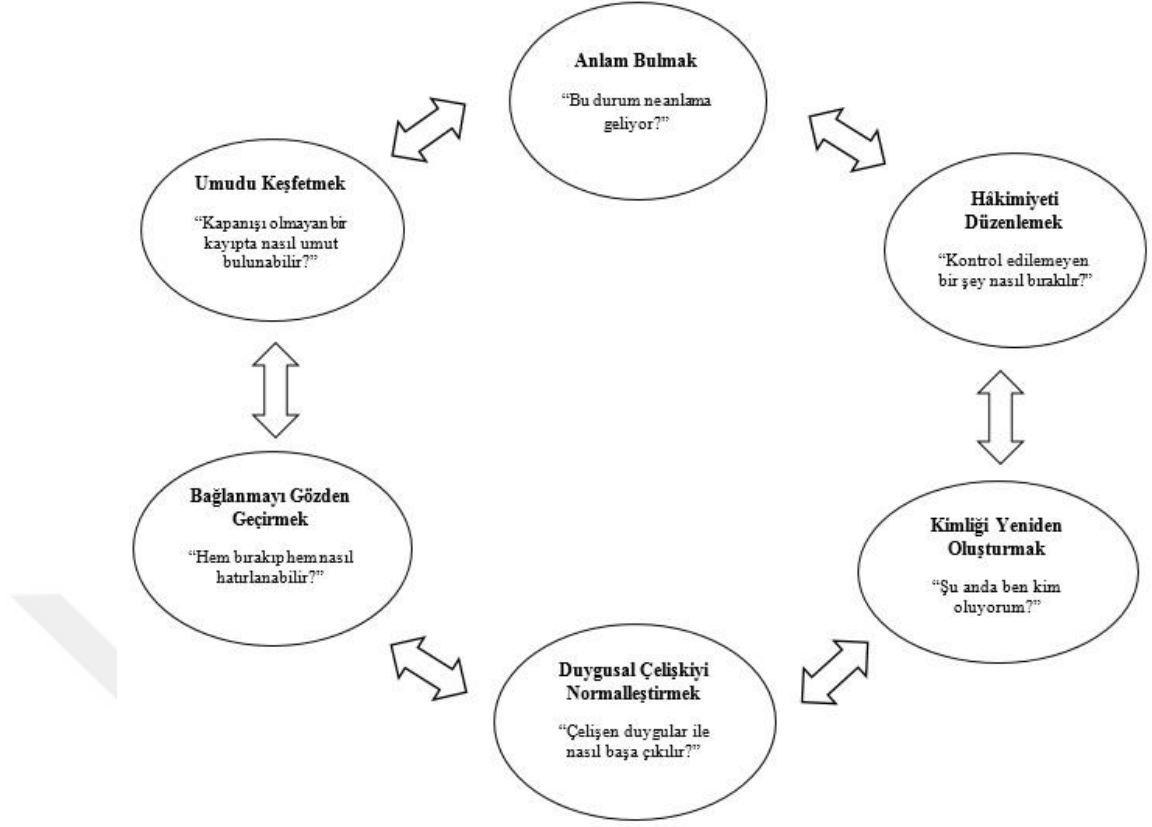 Anlam Bulmak
“Bu durum ne anlama
geliyor?”
Hâkimiyeti
Düzenlemek
“Kontrol edilemeyen
bir şey nasıl bırakılır?”
Kimliği Yeniden
Oluşturmak
“Şu anda ben kim
oluyorum?”
Duygusal Çelişkiyi
Normalleştirmek
“Çelişen duygular ile
nasıl başa çıkılır?”
Bağlanmayı Gözden
Geçirmek
“Hem bırakıp hem nasıl
hatırlanabilir?”
Umudu Keşfetmek
“Kapanışı olmayan bir
kayıpta nasıl umut
bulunabilir?”